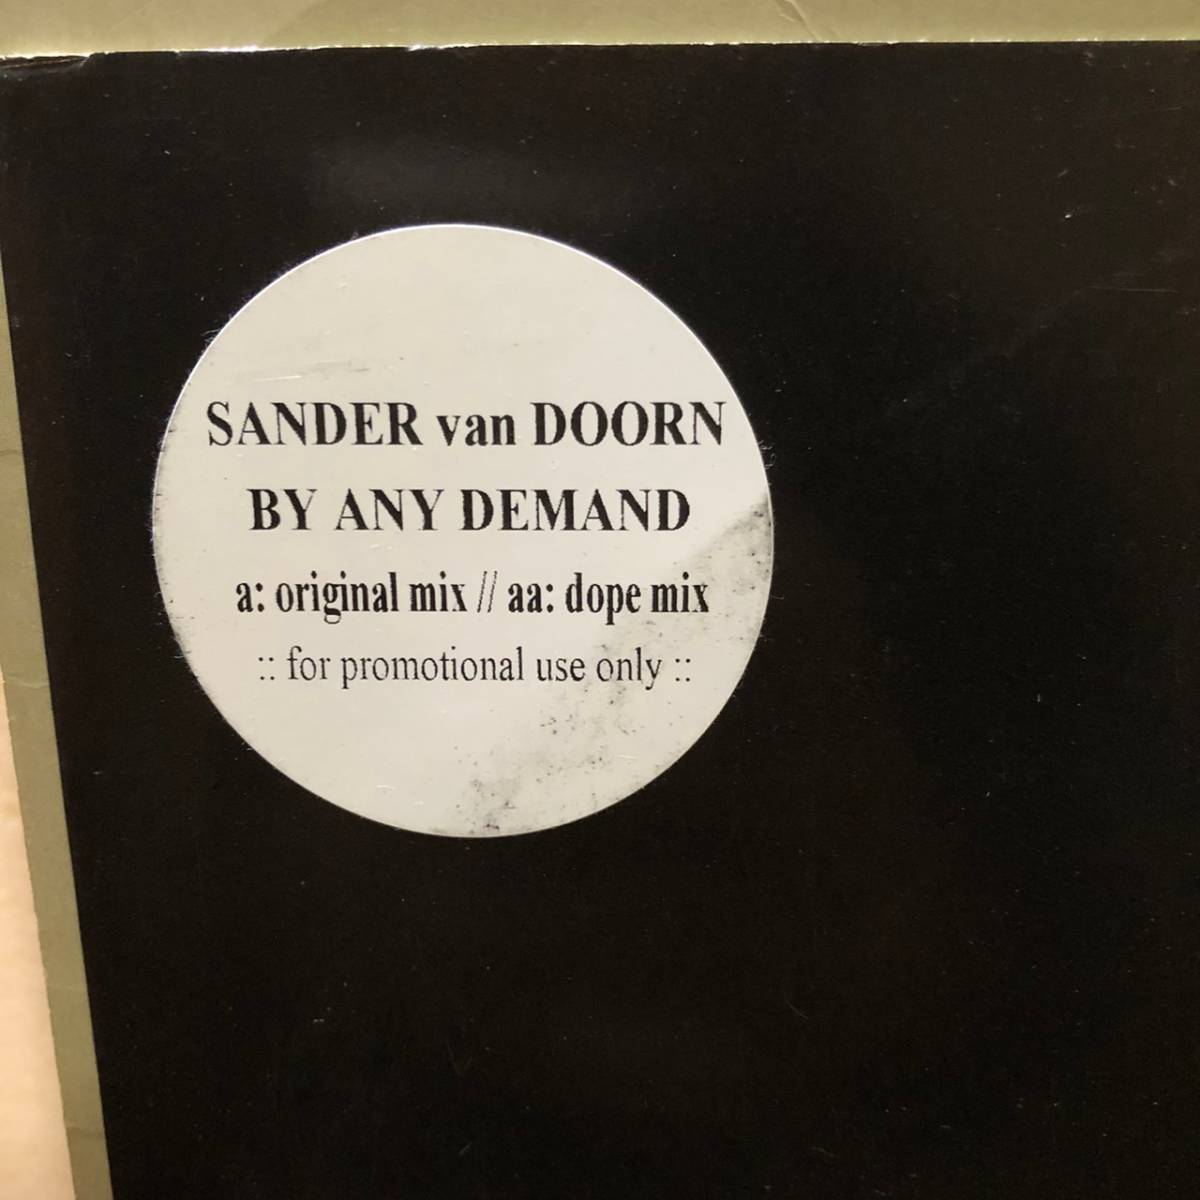 SANDER van DOORN
BY ANY DEMAND
a: original mix // aa: dope mix
:: for promotional use only ::